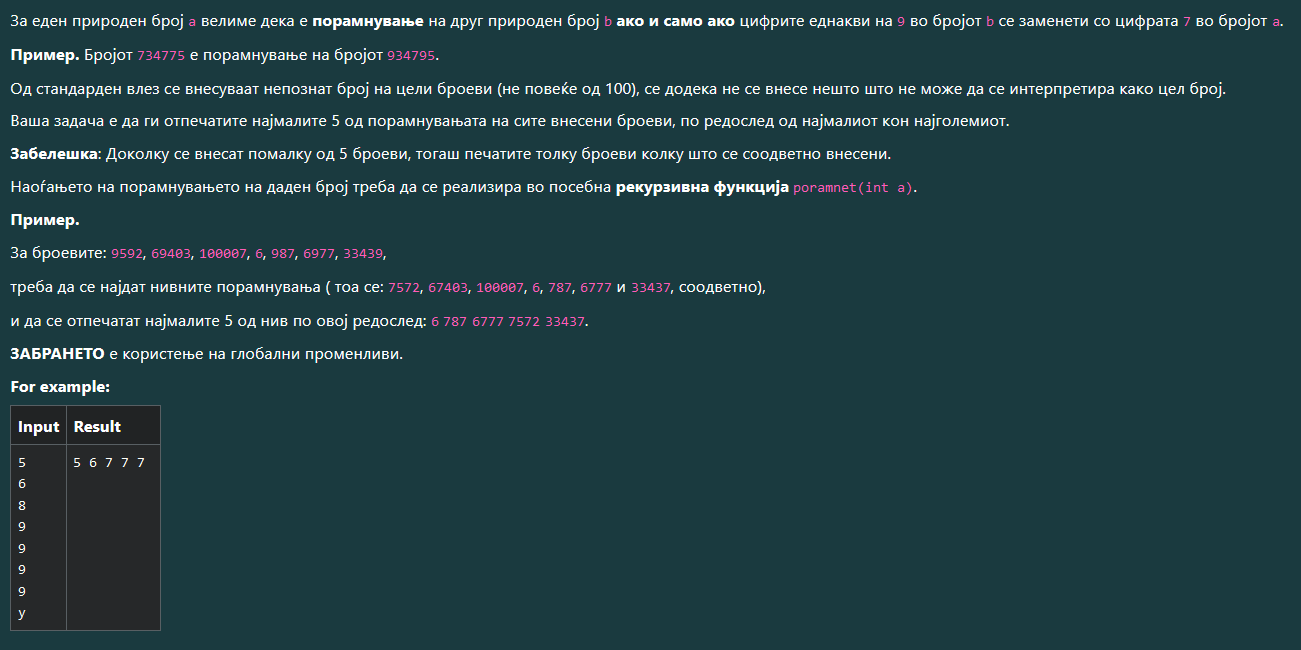 За еден природен број a велиме дека е порамнување на друг природен број b ако и само ако цифрите еднакви на 9 во бројот b се заменети со цифрата 7 во бројот a.
Пример. Бројот 734775 е порамнување на бројот 934795.
Од стандарден влез се внесуваат непознат број на цели броеви (не повеќе од 100), се додека не се внесе нешто што не може да се интерпретира како цел број.
Ваша задача е да ги отпечатите најмалите 5 од порамнувањата на сите внесени броеви, по редослед од најмалиот кон најголемиот.
Забелешка: Доколку се внесат помалку од 5 броеви, тогаш печатите толку броеви колку што се соодветно внесени.
Наоѓањето на порамнувањето на даден број треба да се реализира во посебна рекурзивна функција poramnet(int a).
Пример.
За броевите: 9592, 69403, 100007, 6, 987, 6977, 33439,
треба да се најдат нивните порамнувања ( тоа се: 7572, 67403, 100007, 6, 787, 6777 и 33437, соодветно),
и да се отпечатат најмалите 5 од нив по овој редослед: 6 787 6777 7572 33437.
ЗАБРАНЕТО е користење на глобални променливи.
For example:
Input Result
5 5 6 7 7 7
6
8
9
9
9
9
y